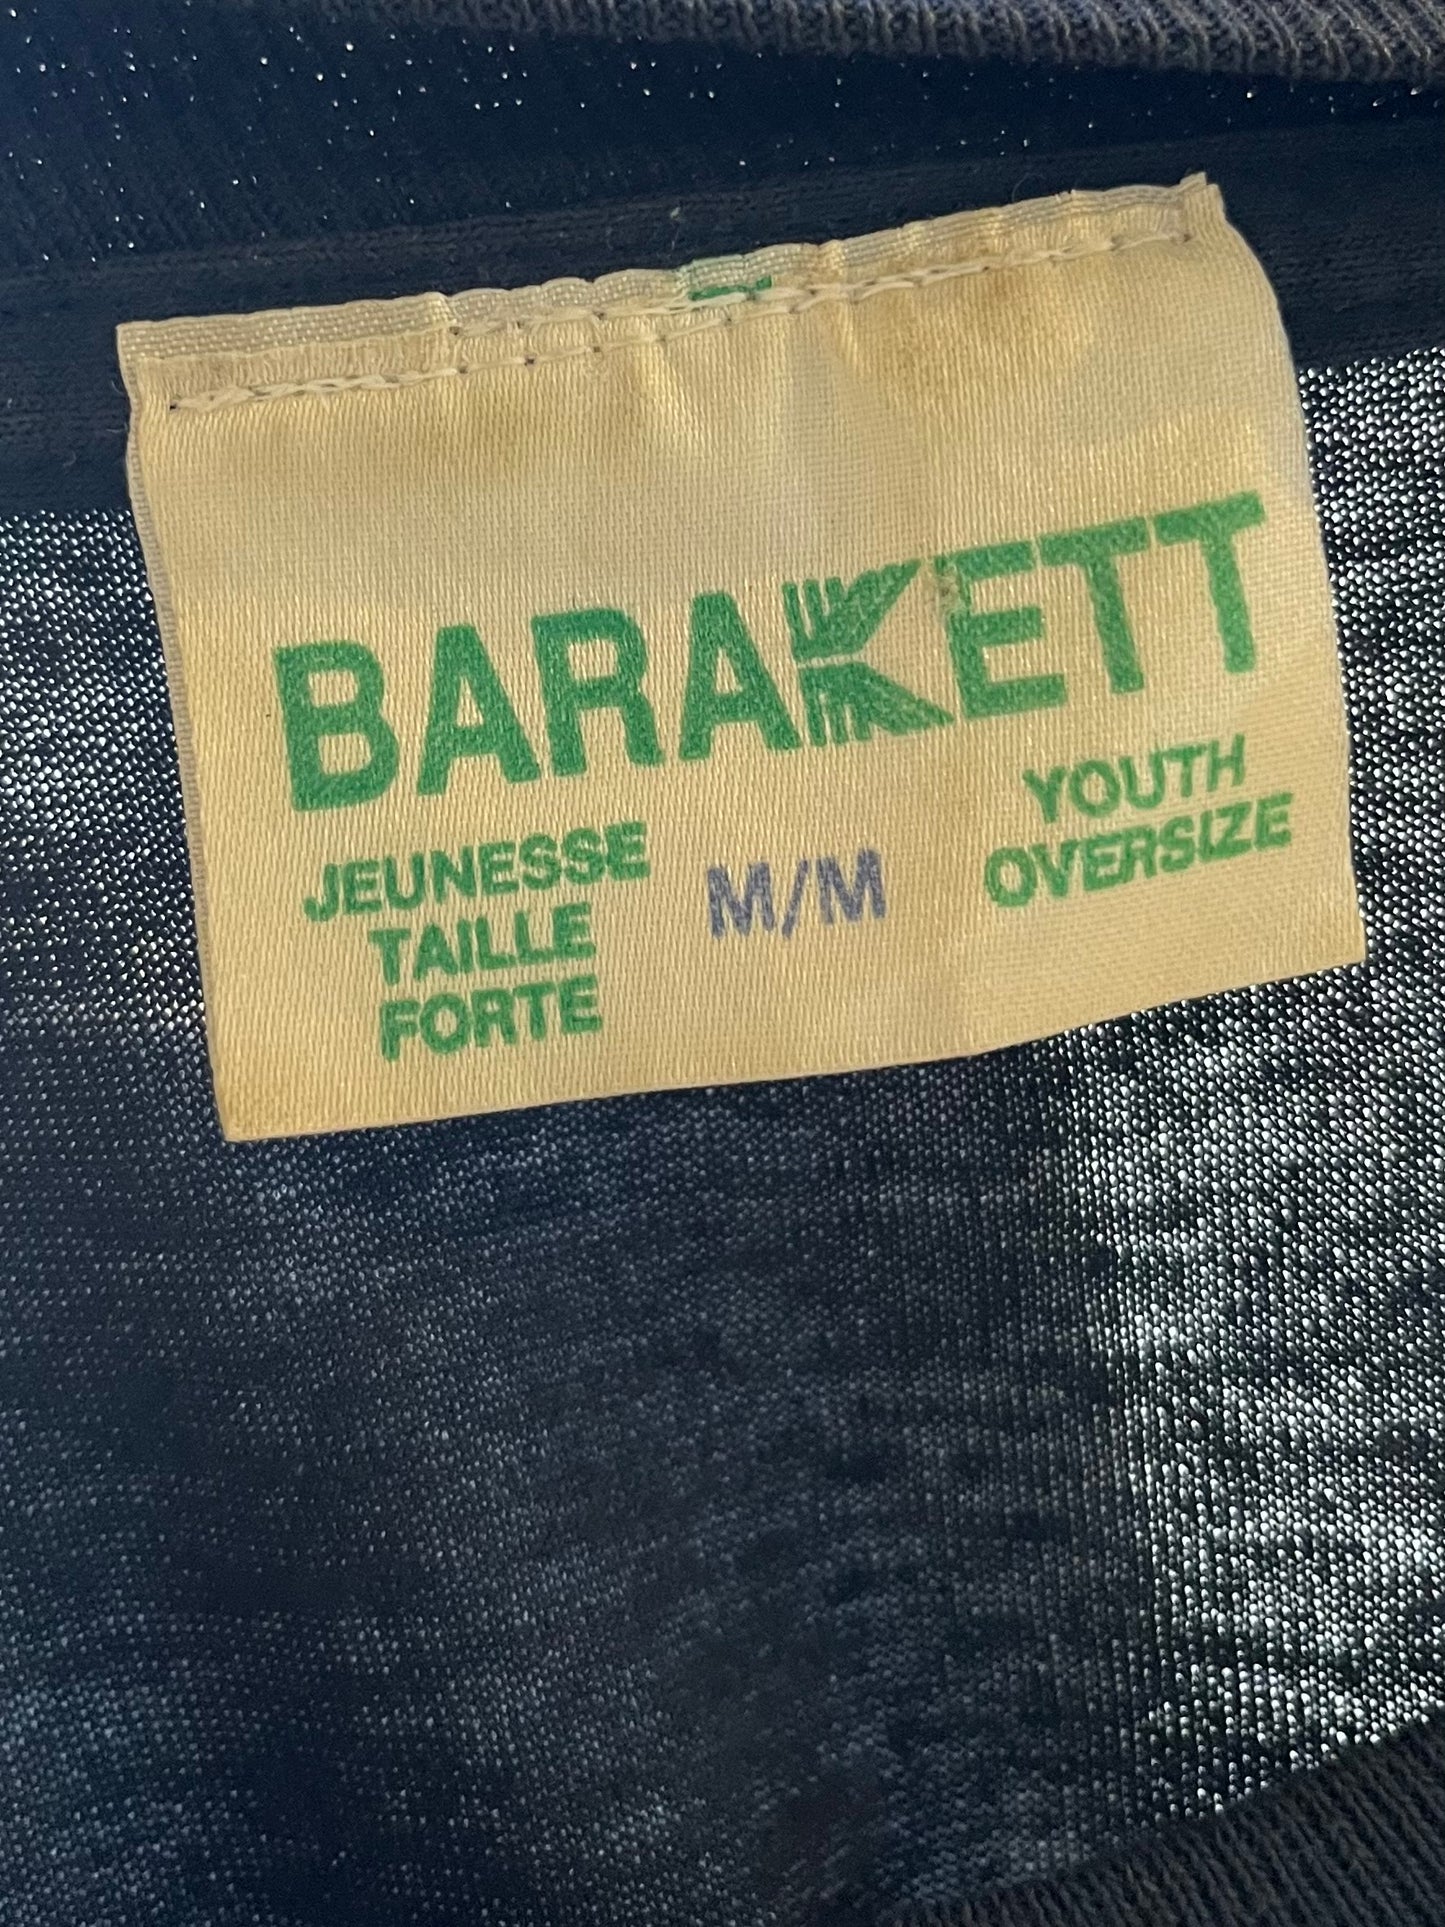 BARAKETT
JEUNESSE
TAILLE
FORTE
M/M
YOUTH
OVERSIZE